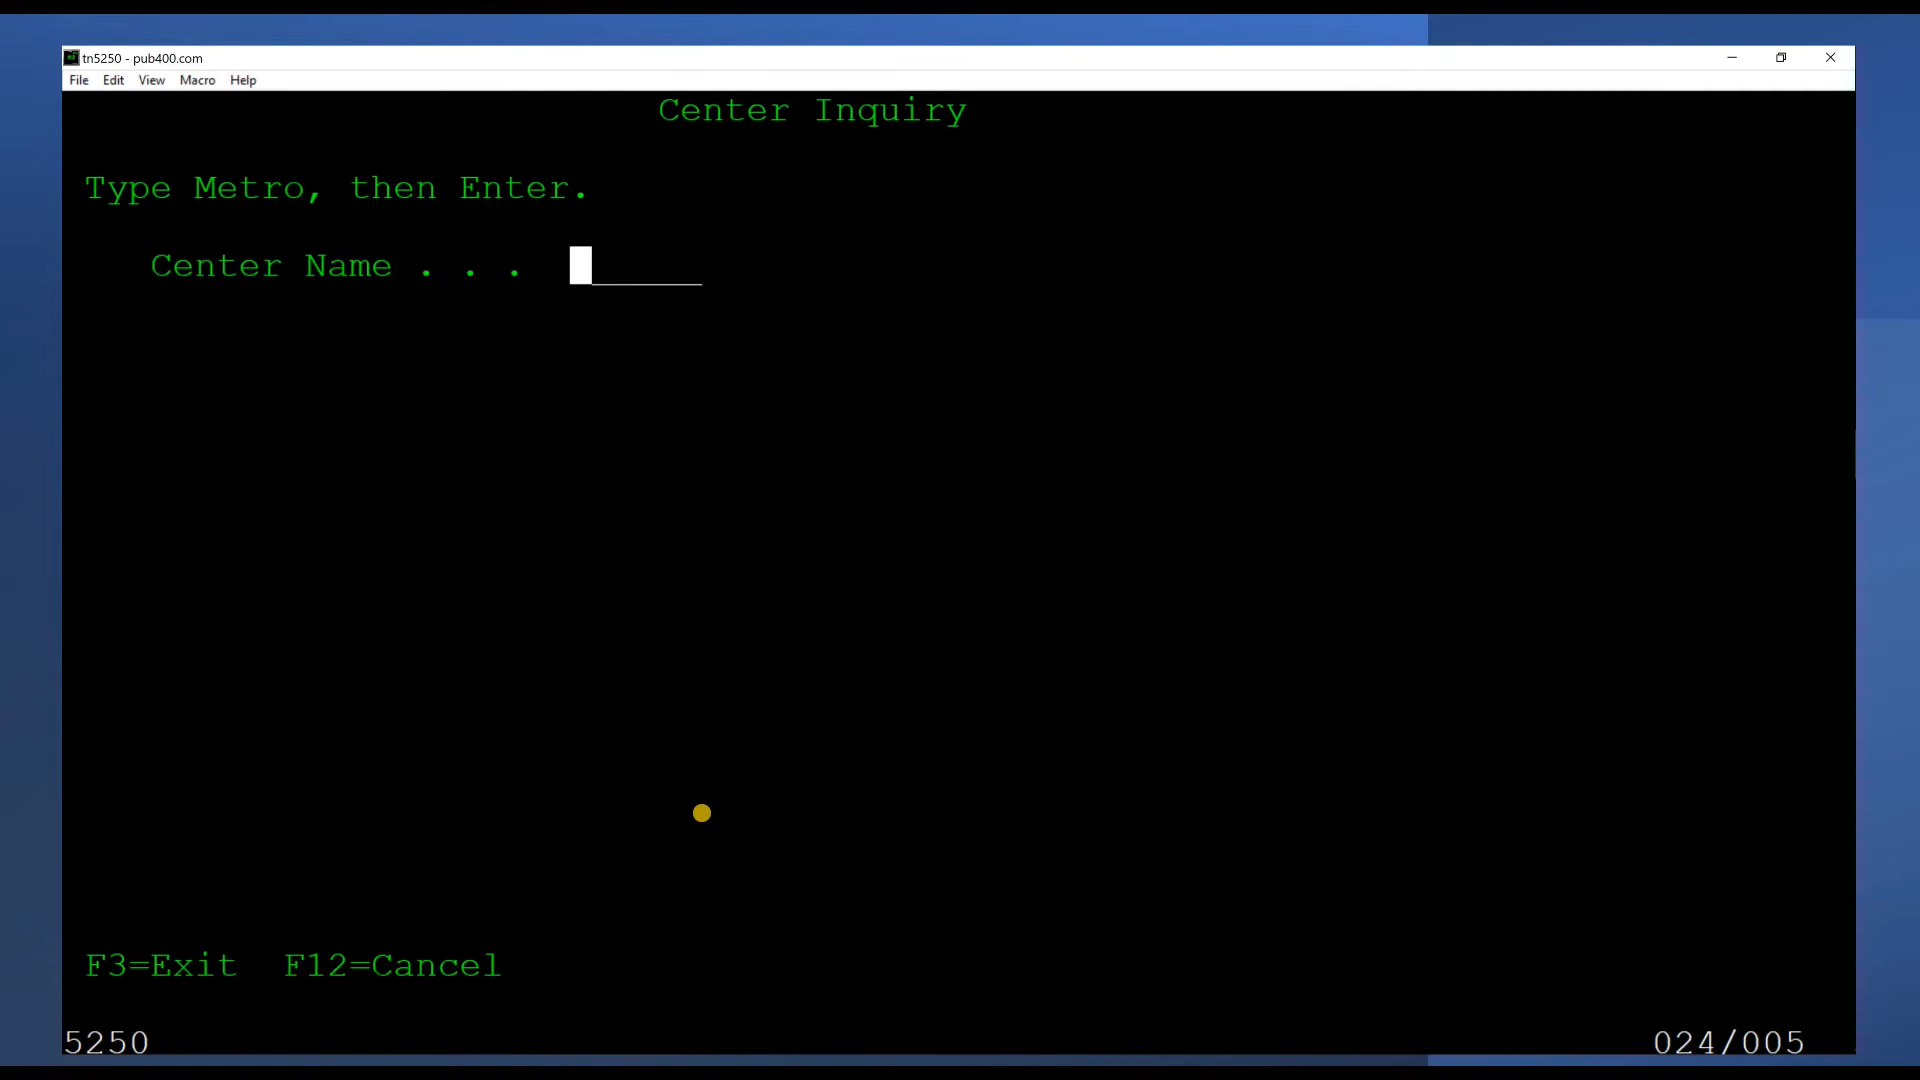 tn5250 - pub400.com
File Edit View Macro Help
Center Inquiry
Type Metro, then Enter.
Center Name . . .
F3=Exit F12=Cancel
5250 024/005